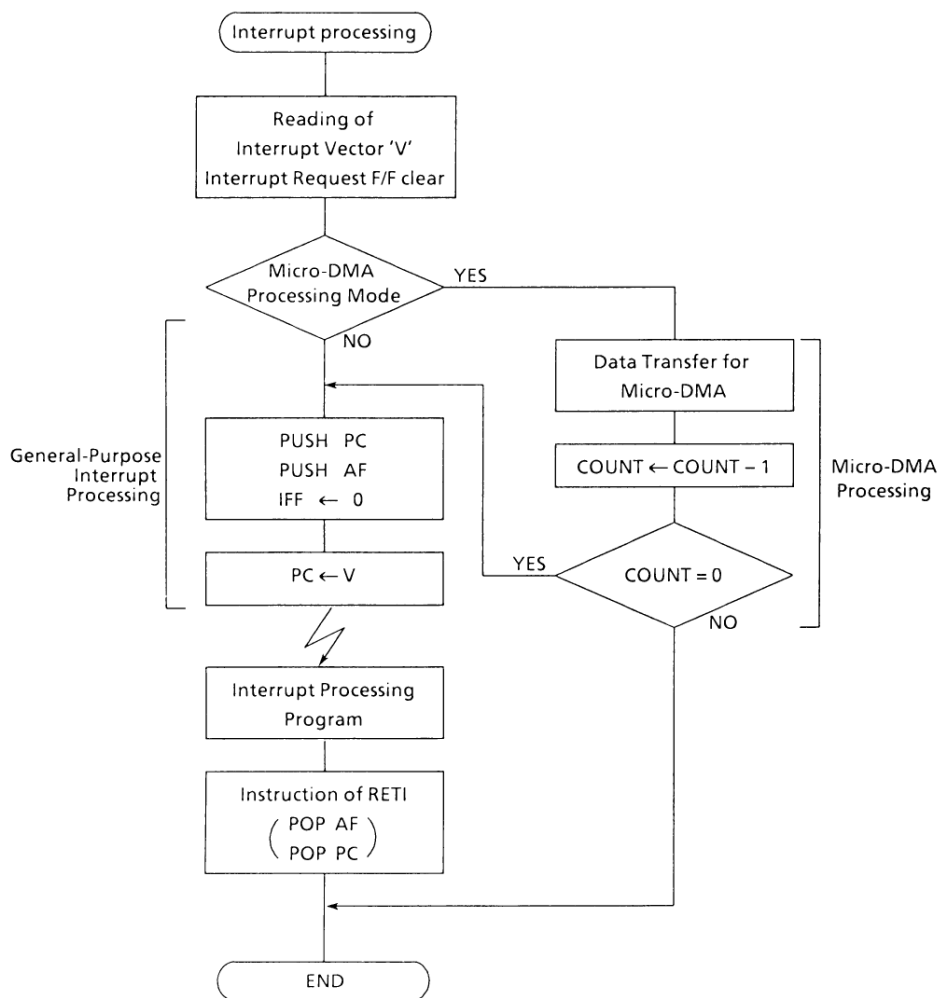 Interrupt processing
Reading of
Interrupt Vector 'V'
Interrupt Request F/F clear
Micro-DMA
Processing Mode
YES
NO
Data Transfer for
Micro-DMA
General-Purpose
Interrupt
Processing
PUSH PC
PUSH AF
IFF ← 0
COUNT ← COUNT – 1
Micro-DMA
Processing
YES
PC ← V
COUNT = 0
NO
Interrupt Processing
Program
Instruction of RETI
( POP AF
POP PC )
END